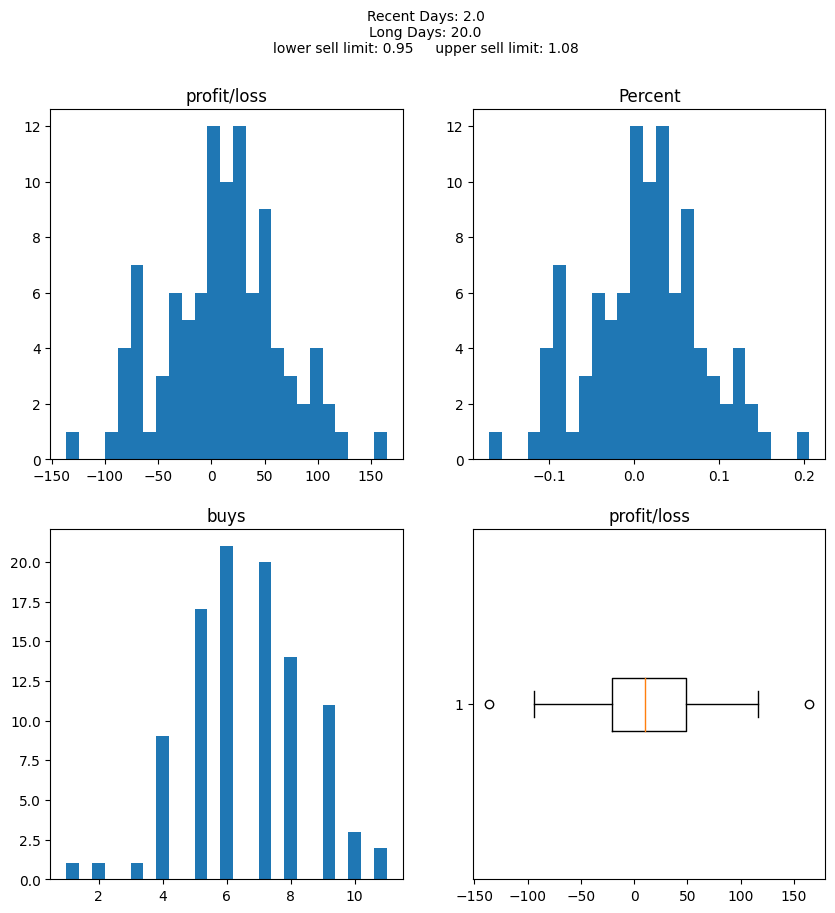 Recent Days: 2.0
Long Days: 20.0
lower sell limit: 0.95     upper sell limit: 1.08
profit/loss
12
10
8
6
4
2
0
−150 −100 −50 0 50 100 150
Percent
12
10
8
6
4
2
0
−0.1 0.0 0.1 0.2
buys
20.0
17.5
15.0
12.5
10.0
7.5
5.0
2.5
0.0
2 4 6 8 10
profit/loss
1
−150 −100 −50 0 50 100 150